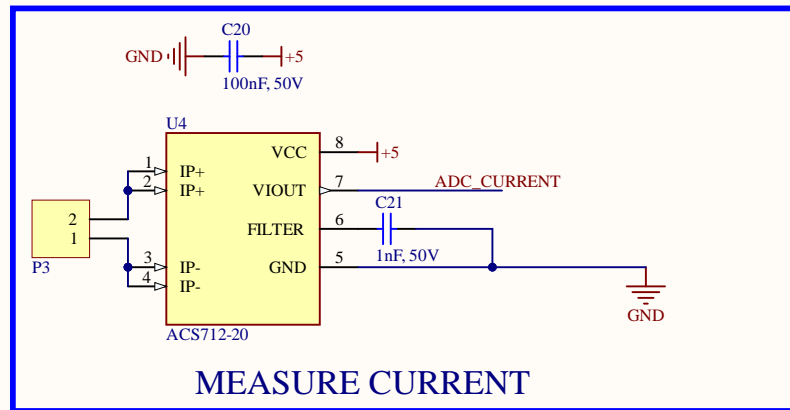 C20
GND +5
100nF, 50V
U4
1 IP+ VCC 8 +5
2 IP+ VIOUT 7 ADC_CURRENT
C21
2 FILTER 6
1nF, 50V
1
3 IP- GND 5
P3
4 IP-
GND
ACS712-20
MEASURE CURRENT